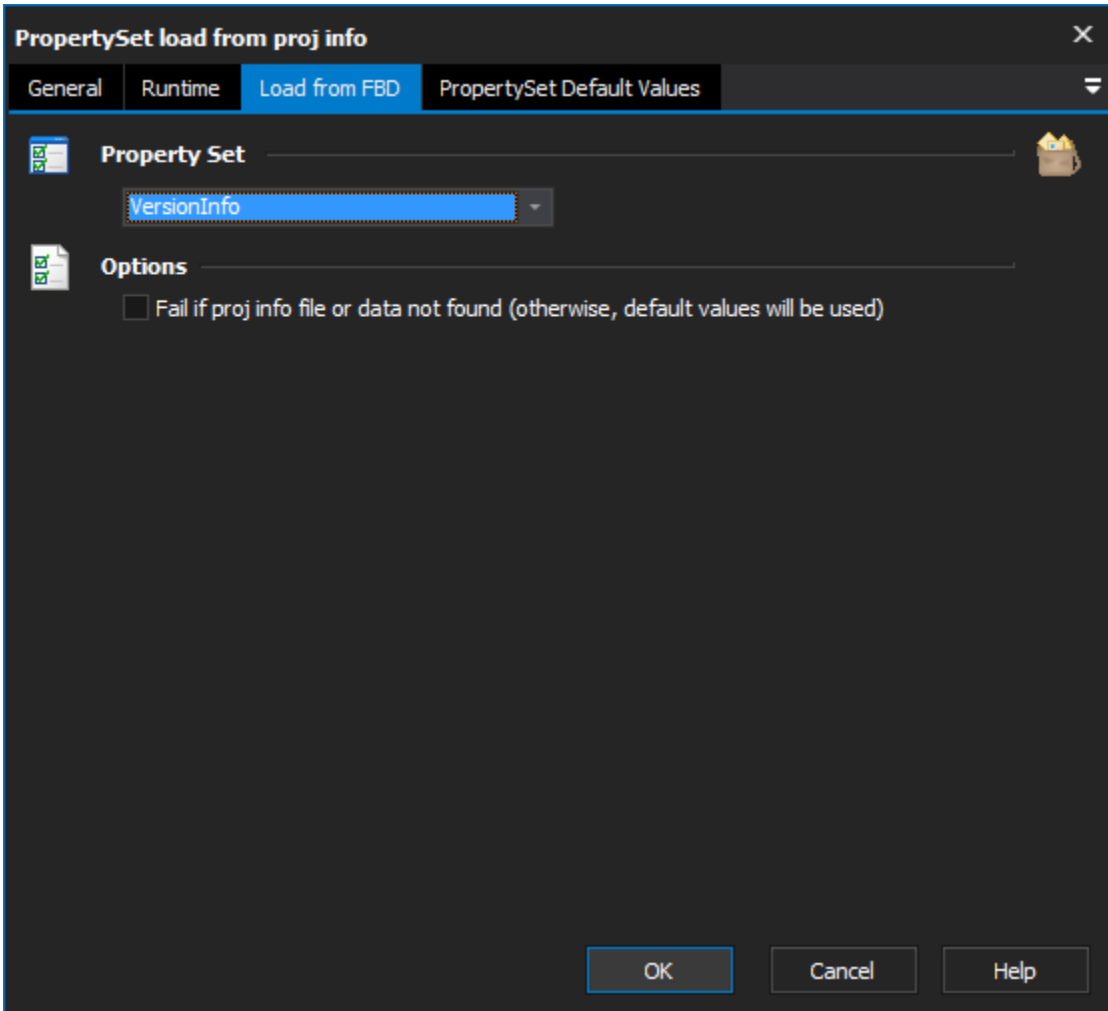 PropertySet load from proj info
General Runtime Load from FBD PropertySet Default Values
Property Set
VersionInfo
Options
Fail if proj info file or data not found (otherwise, default values will be used)
OK Cancel Help